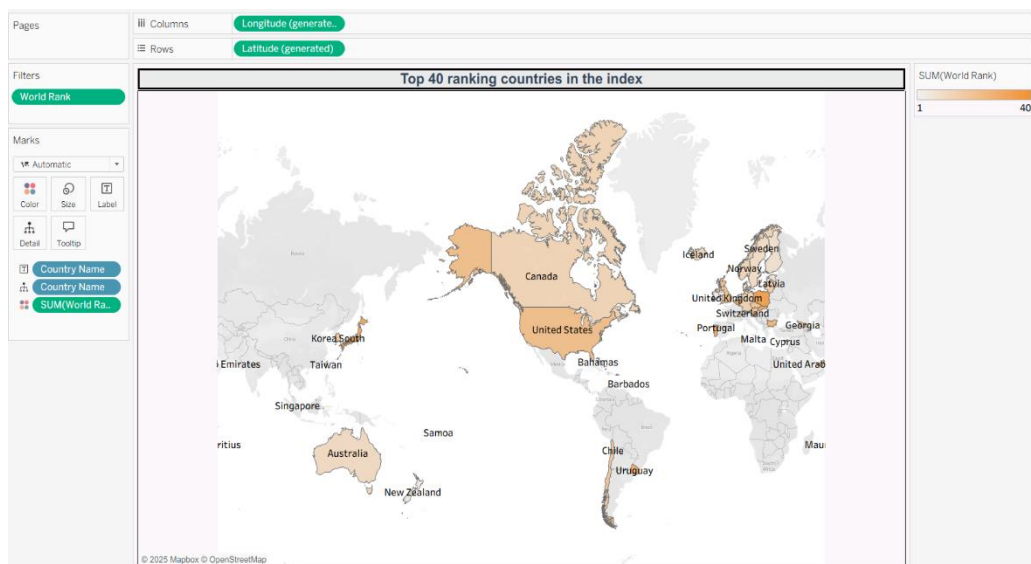 Pages
Columns
Longitude (generate..
Rows
Latitude (generated)
Filters
World Rank
Marks
Automatic
Color
Size
Label
Detail
Tooltip
Country Name
Country Name
SUM(World Ra..
Top 40 ranking countries in the index
SUM(World Rank)
1
40
Iceland
Sweden
Norway
Latvia
Canada
United Kingdom
Switzerland
United States
Portugal
Georgia
Korea South
Malta
Cyprus
Taiwan
Bahamas
Emirates
United Arab
Barbados
Singapore
Samoa
ritius
Mau
Australia
Chile
Uruguay
New Zealand
© 2025 Mapbox © OpenStreetMap